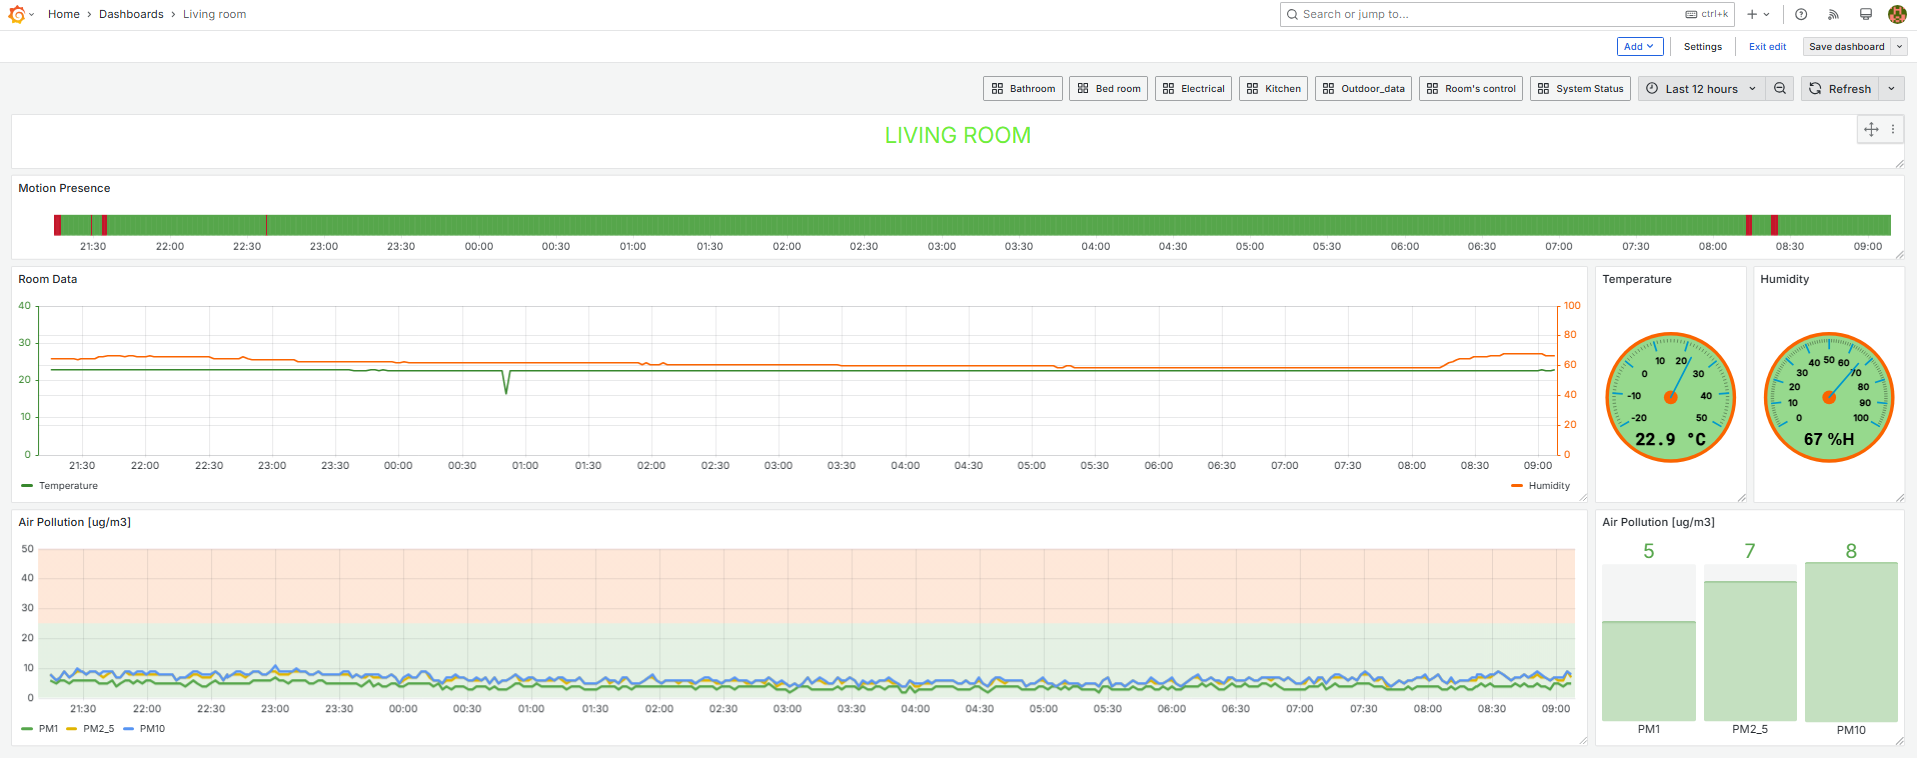 Home › Dashboards › Living room
Search or jump to...
ctrl+k
Add
Settings
Exit edit
Save dashboard
Bathroom
Bed room
Electrical
Kitchen
Outdoor_data
Room's control
System Status
Last 12 hours
Refresh
LIVING ROOM
Motion Presence
21:30 22:00 22:30 23:00 23:30 00:00 00:30 01:00 01:30 02:00 02:30 03:00 03:30 04:00 04:30 05:00 05:30 06:00 06:30 07:00 07:30 08:00 08:30 09:00
Room Data
40
30
20
10
0
100
80
60
40
20
0
21:30 22:00 22:30 23:00 23:30 00:00 00:30 01:00 01:30 02:00 02:30 03:00 03:30 04:00 04:30 05:00 05:30 06:00 06:30 07:00 07:30 08:00 08:30 09:00
Temperature
Humidity
Temperature
-20 -10 0 10 20 30 40 50
22.9 °C
Humidity
0 10 20 30 40 50 60 70 80 90 100
67 %H
Air Pollution [ug/m3]
50
40
30
20
10
0
21:30 22:00 22:30 23:00 23:30 00:00 00:30 01:00 01:30 02:00 02:30 03:00 03:30 04:00 04:30 05:00 05:30 06:00 06:30 07:00 07:30 08:00 08:30 09:00
PM1 PM2_5 PM10
Air Pollution [ug/m3]
5 7 8
PM1 PM2_5 PM10